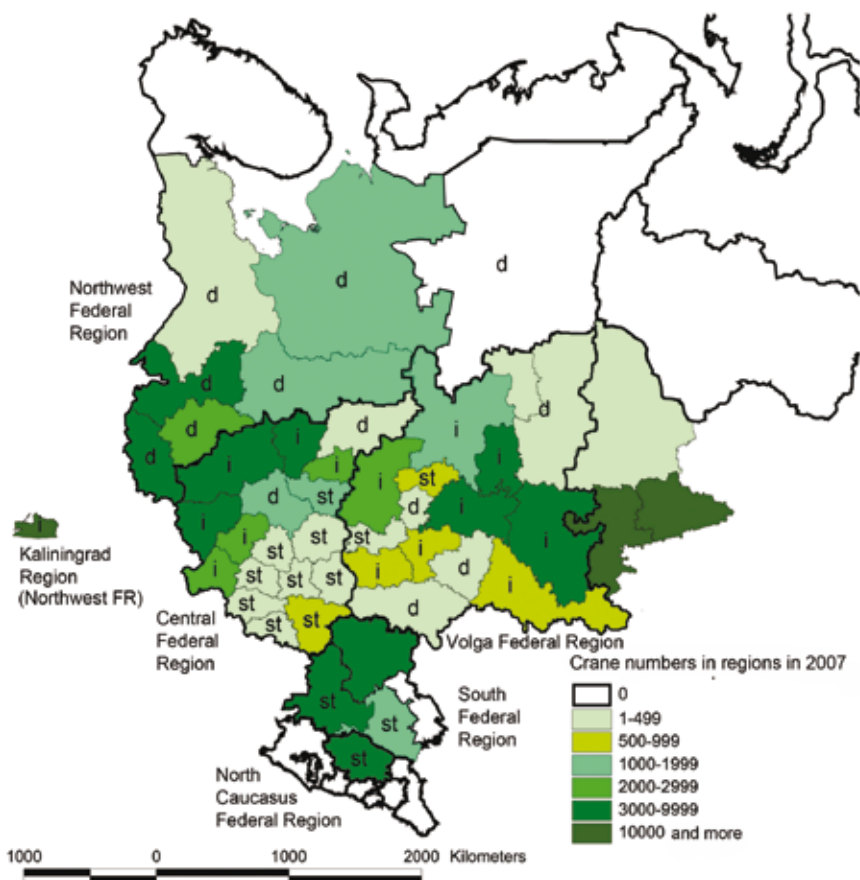 d
d
d
Northwest
Federal
Region
d
d
d
d
d
i
i
d
i
i
i
i
st
d
st
d
i
i
i
i
st
st
i
i
st
Kaliningrad
Region
(Northwest FR)
i
st
st
st
i
d
i
st
d
st
st
Central
Federal
Region
Volga Federal Region
st
South
Federal
Region
st
st
North
Caucasus
Federal Region
Crane numbers in regions in 2007
0
1-499
500-999
1000-1999
2000-2999
3000-9999
10000 and more
1000 0 1000 2000 Kilometers